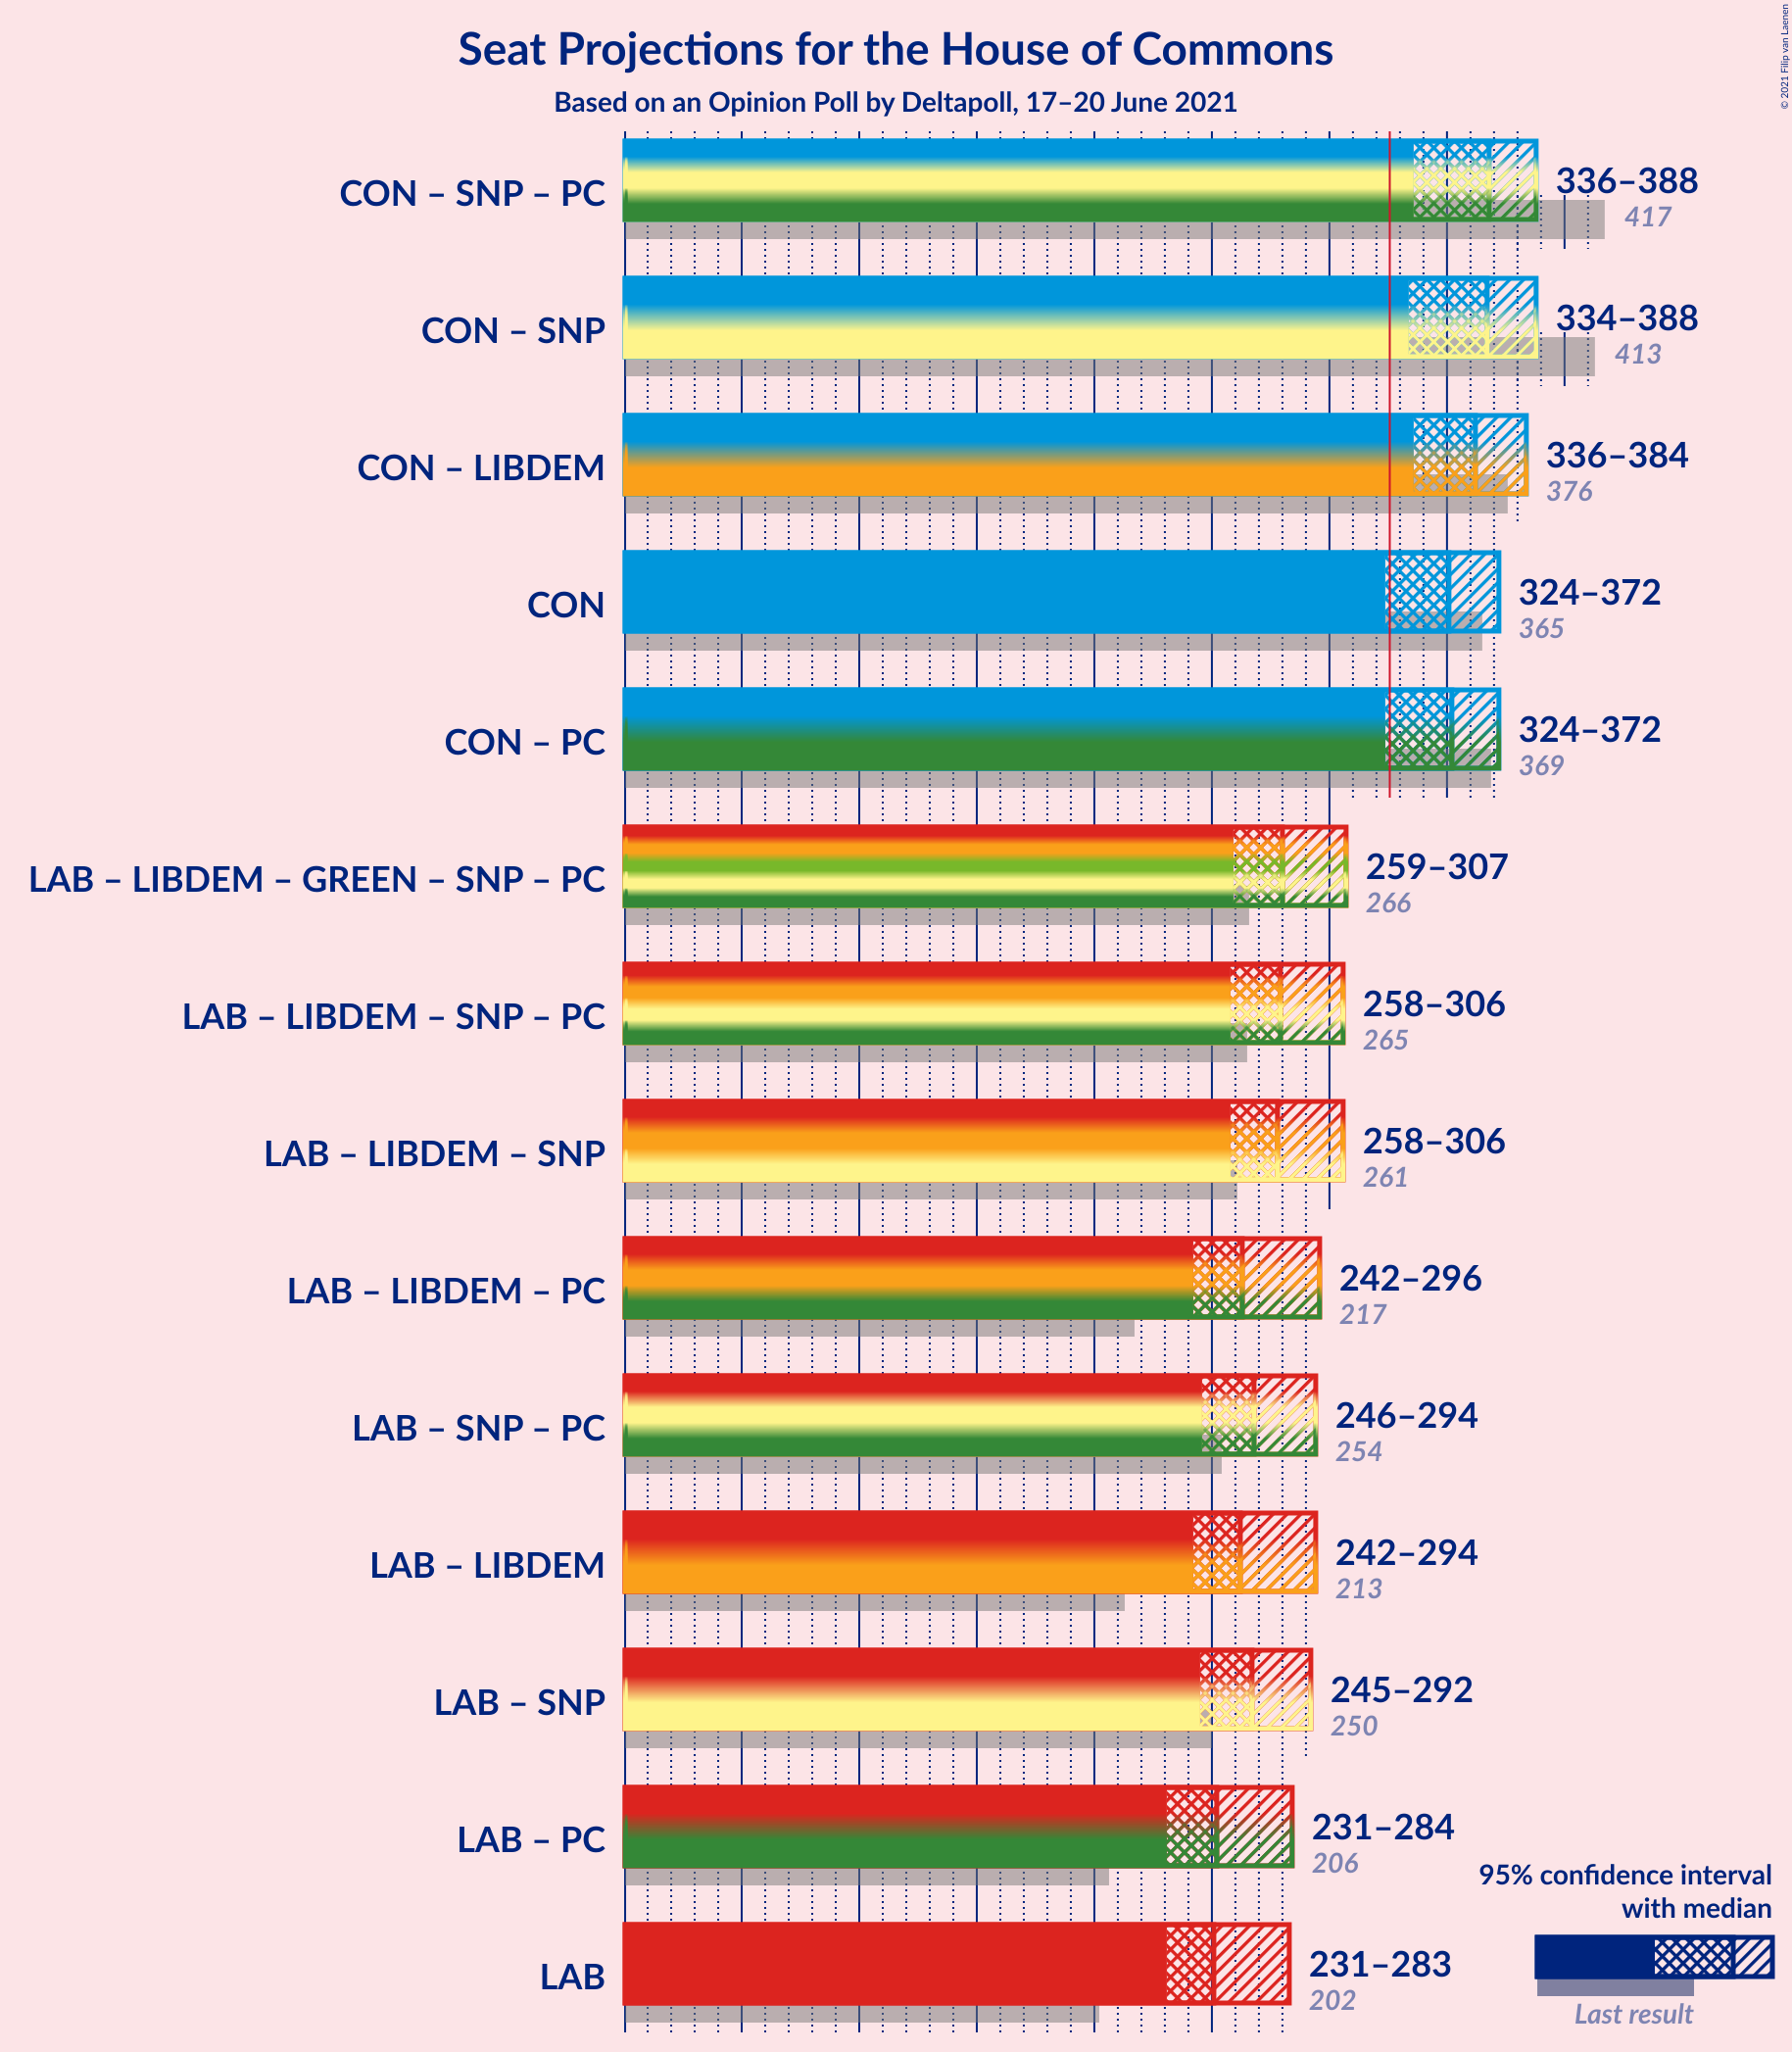 Seat Projections for the House of Commons
Based on an Opinion Poll by Deltapoll, 17–20 June 2021
© 2021 Filip van Laenen
CON – SNP – PC
336–388
417
CON – SNP
334–388
413
CON – LIBDEM
336–384
376
CON
324–372
365
CON – PC
324–372
369
LAB – LIBDEM – GREEN – SNP – PC
259–307
266
LAB – LIBDEM – SNP – PC
258–306
265
LAB – LIBDEM – SNP
258–306
261
LAB – LIBDEM – PC
242–296
217
LAB – SNP – PC
246–294
254
LAB – LIBDEM
242–294
213
LAB – SNP
245–292
250
LAB – PC
231–284
206
LAB
231–283
202
95% confidence interval
with median
Last result